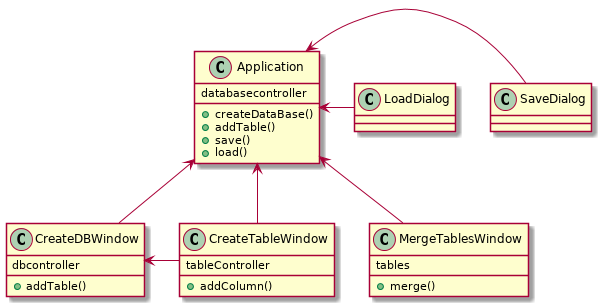 C Application
databasecontroller
createDataBase()
addTable()
save()
load()
C LoadDialog
C SaveDialog
C CreateDBWindow
dbcontroller
addTable()
C CreateTableWindow
tableController
addColumn()
C MergeTablesWindow
tables
merge()